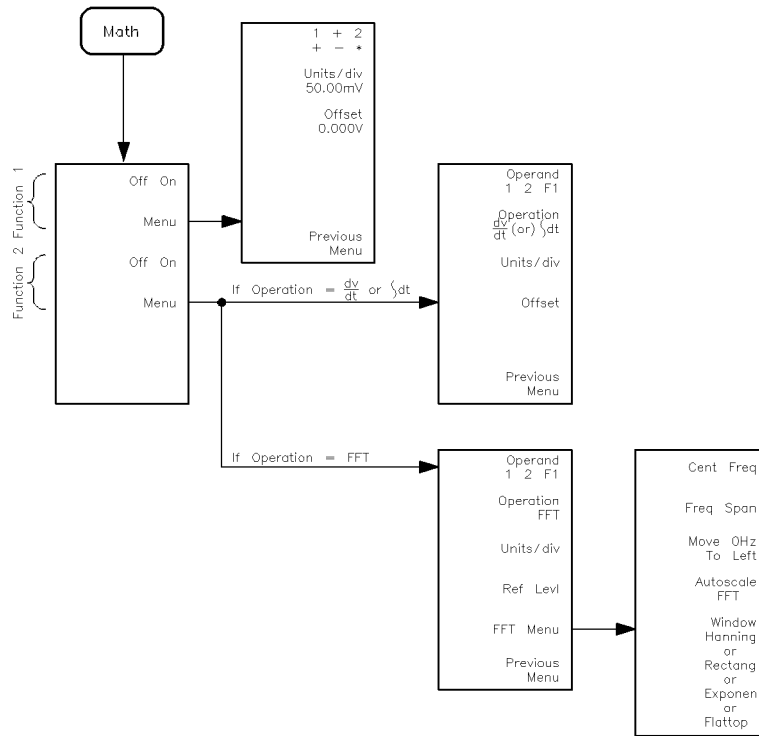 Math
1 + 2
+ - *
Units/div
50.00mV
Offset
0.000V
Previous
Menu
Function 1
Off On
Menu
Function 2
Off On
Menu
If Operation = dv/dt or ∫dt
Operand
1 2 F1
Operation
dv/dt (or) ∫dt
Units/div
Offset
Previous
Menu
If Operation = FFT
Operand
1 2 F1
Operation
FFT
Units/div
Ref Levl
FFT Menu
Previous
Menu
Cent Freq
Freq Span
Move 0Hz
To Left
Autoscale
FFT
Window
Hanning
or
Rectang
or
Exponen
or
Flattop